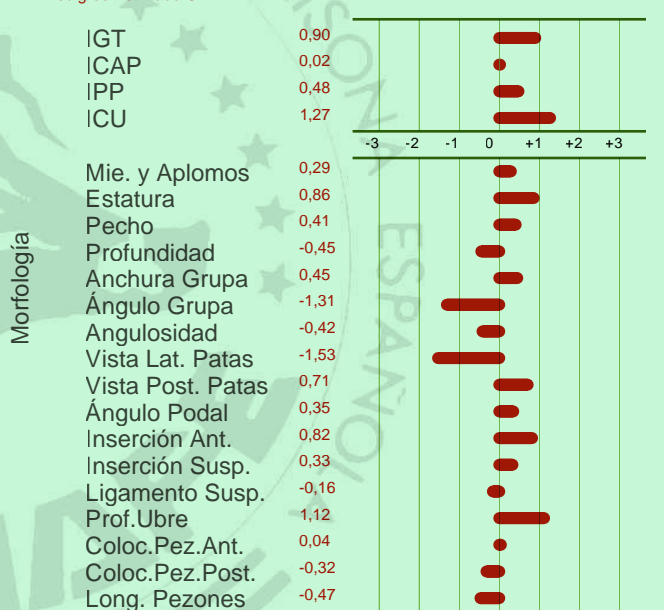 IGT 0,90
ICAP 0,02
IPP 0,48
ICU 1,27
-3 -2 -1 0 +1 +2 +3
Morfología
Mie. y Aplomos 0,29
Estatura 0,86
Pecho 0,41
Profundidad -0,45
Anchura Grupa 0,45
Ángulo Grupa -1,31
Angulosidad -0,42
Vista Lat. Patas -1,53
Vista Post. Patas 0,71
Ángulo Podal 0,35
Inserción Ant. 0,82
Inserción Susp. 0,33
Ligamento Susp. -0,16
Prof.Ubre 1,12
Coloc.Pez.Ant. 0,04
Coloc.Pez.Post. -0,32
Long. Pezones -0,47
ESPAÑOLA